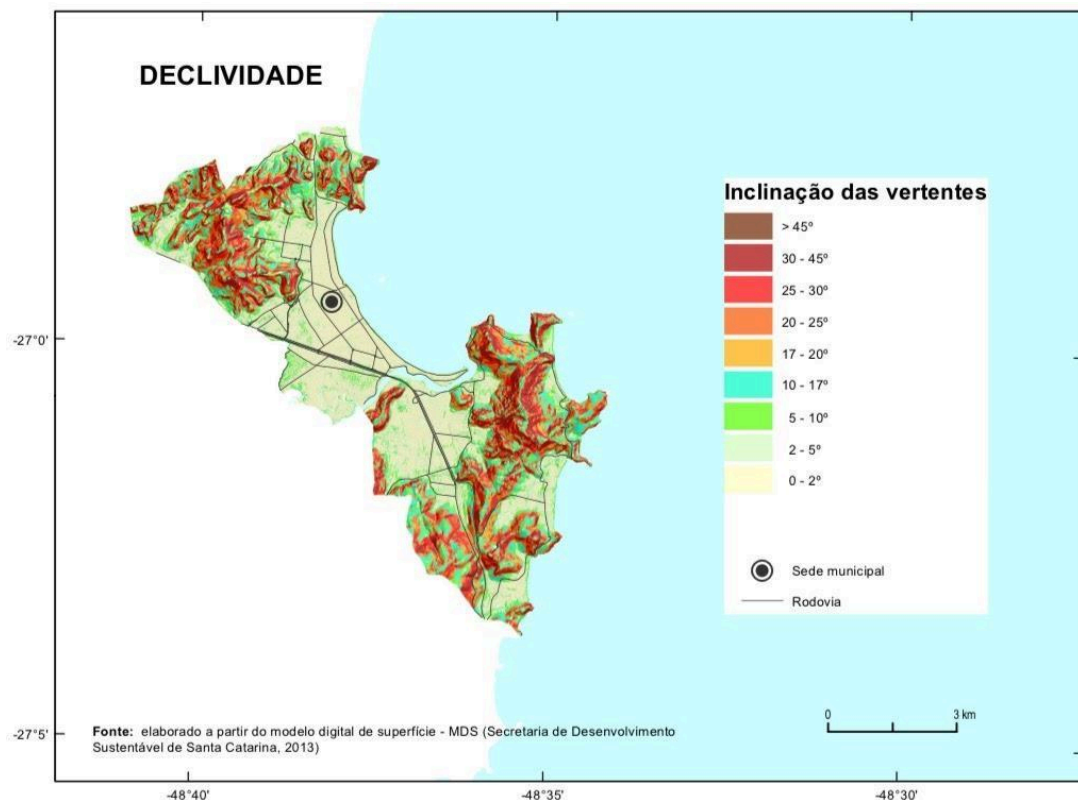 DECLIVIDADE
Inclinação das vertentes
> 45º
30 - 45º
25 - 30º
20 - 25º
17 - 20º
10 - 17º
5 - 10º
2 - 5º
0 - 2º
Sede municipal
Rodovia
-27°0'
-27°5'
0 3 km
Fonte: elaborado a partir do modelo digital de superfície - MDS (Secretaria de Desenvolvimento
Sustentável de Santa Catarina, 2013)
-48°40' -48°35' -48°30'